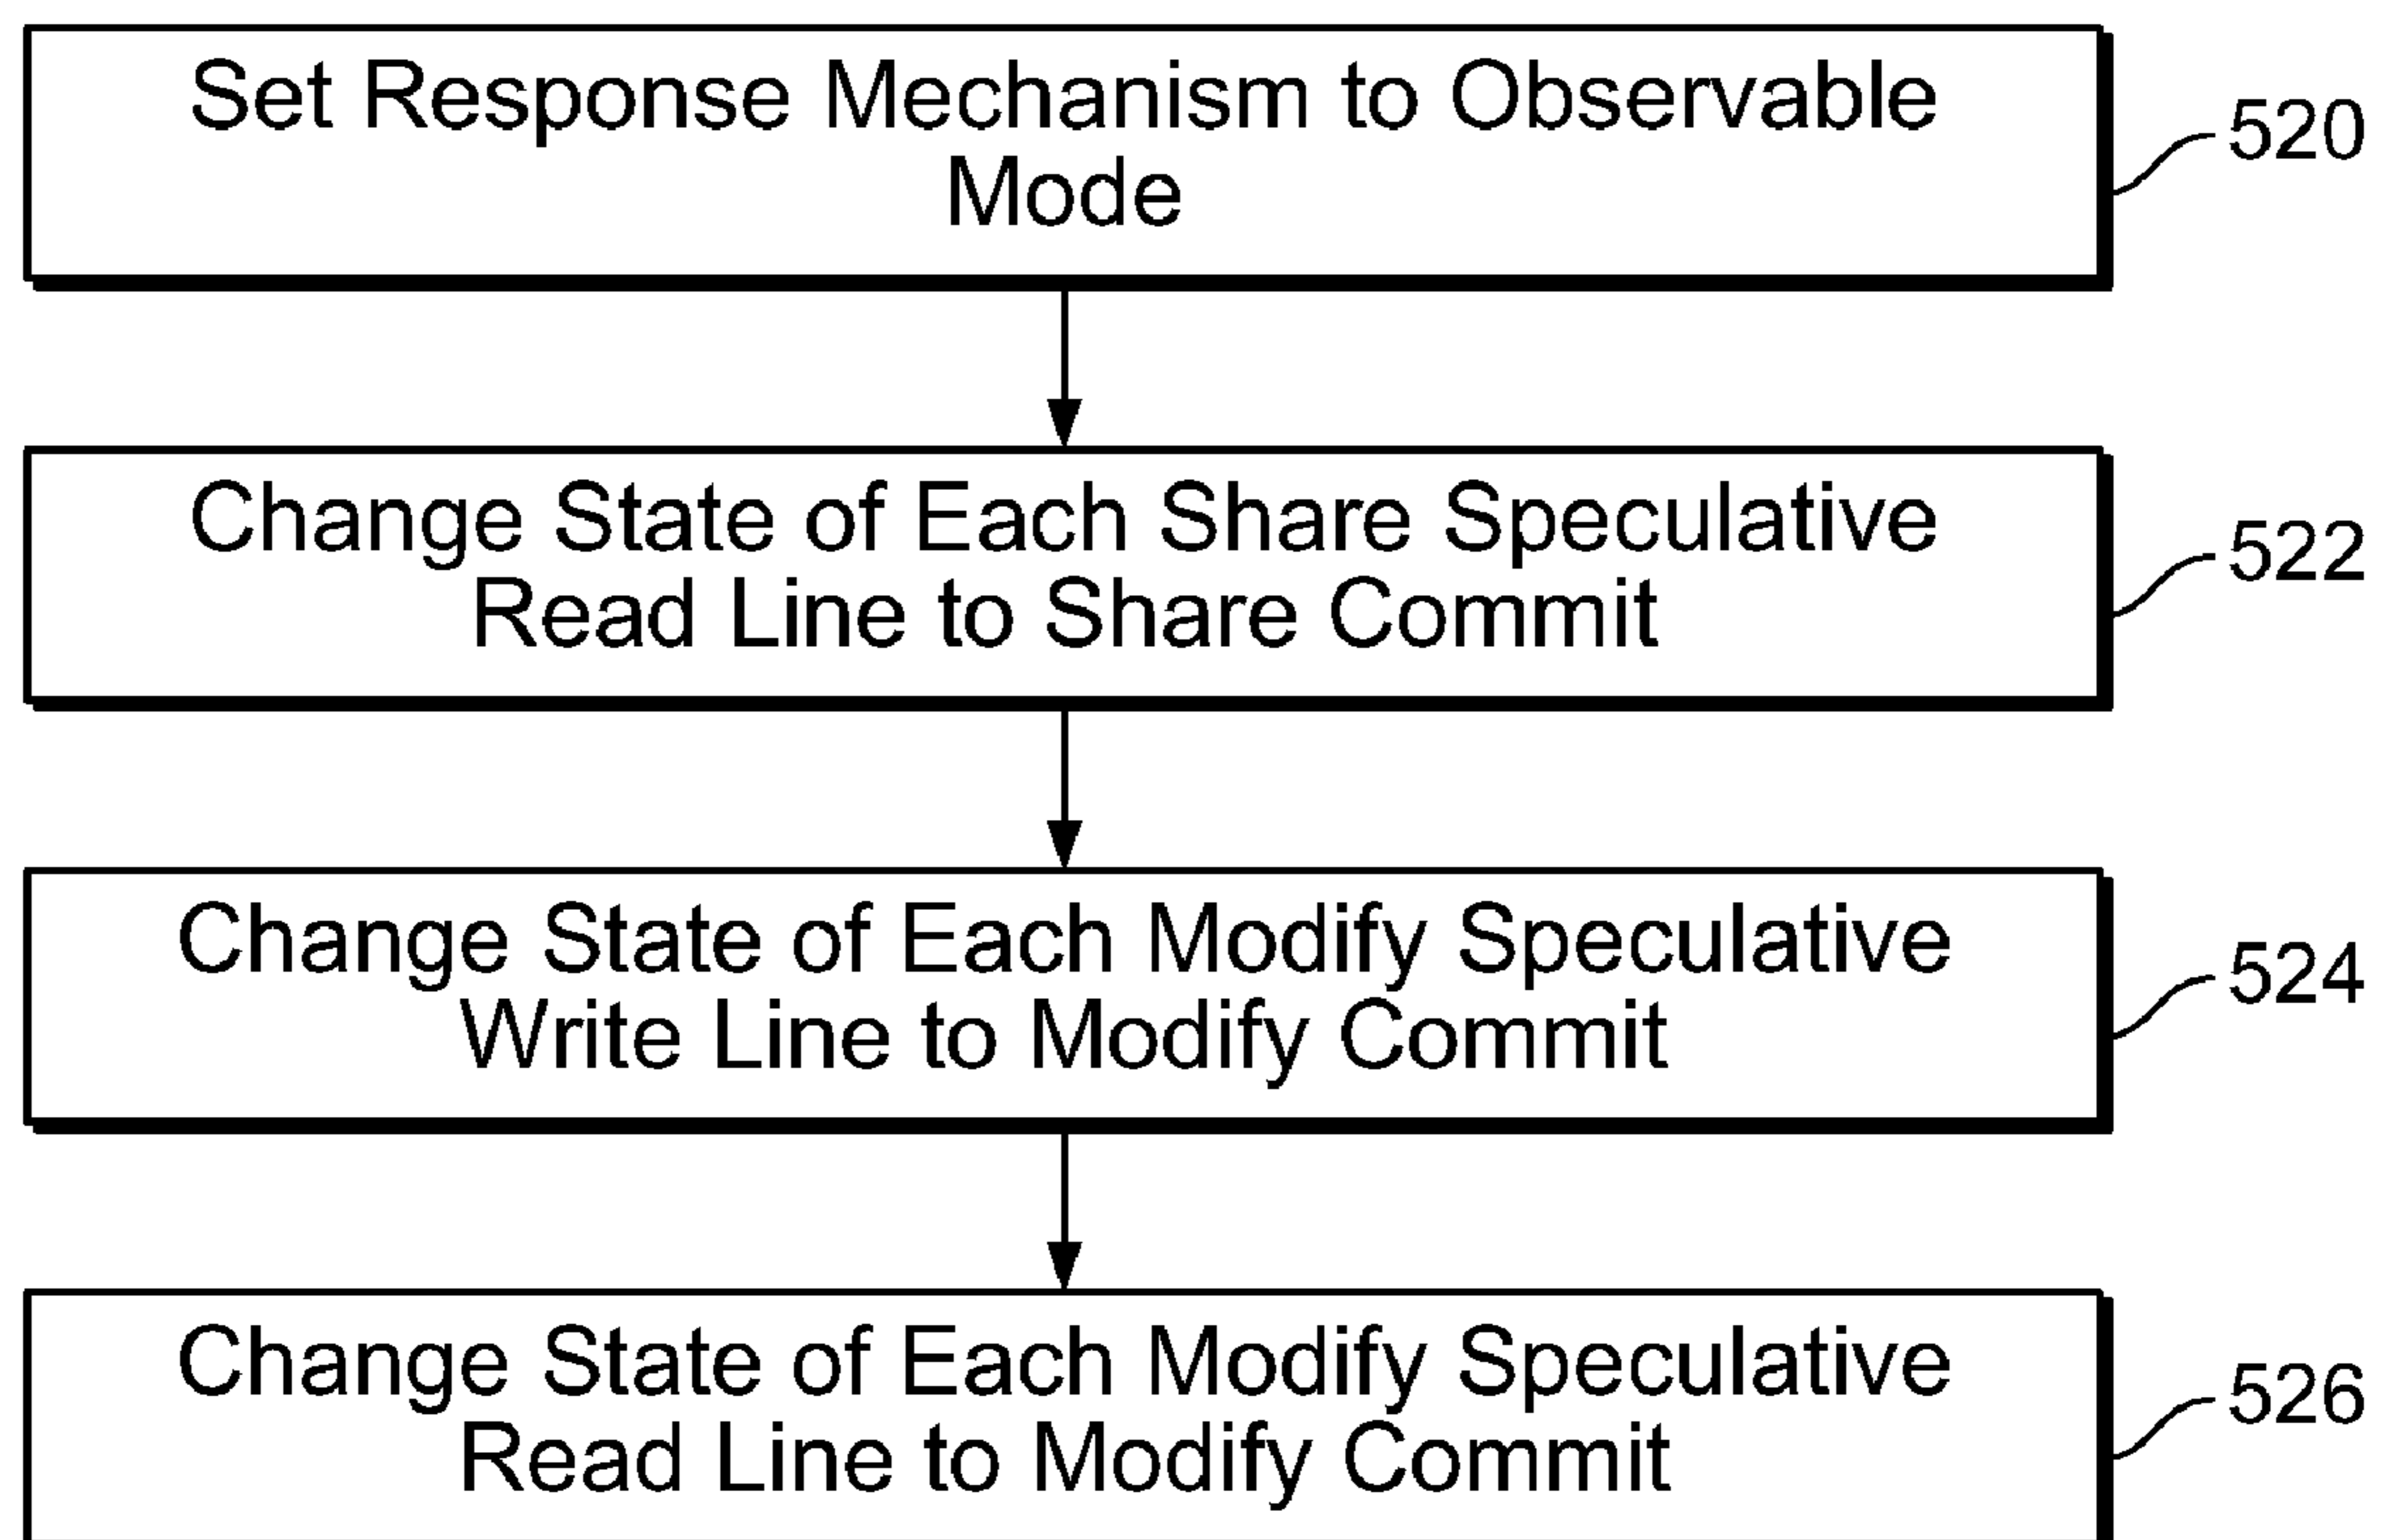 Set Response Mechanism to Observable
Mode
520
Change State of Each Share Speculative
Read Line to Share Commit
522
Change State of Each Modify Speculative
Write Line to Modify Commit
524
Change State of Each Modify Speculative
Read Line to Modify Commit
526